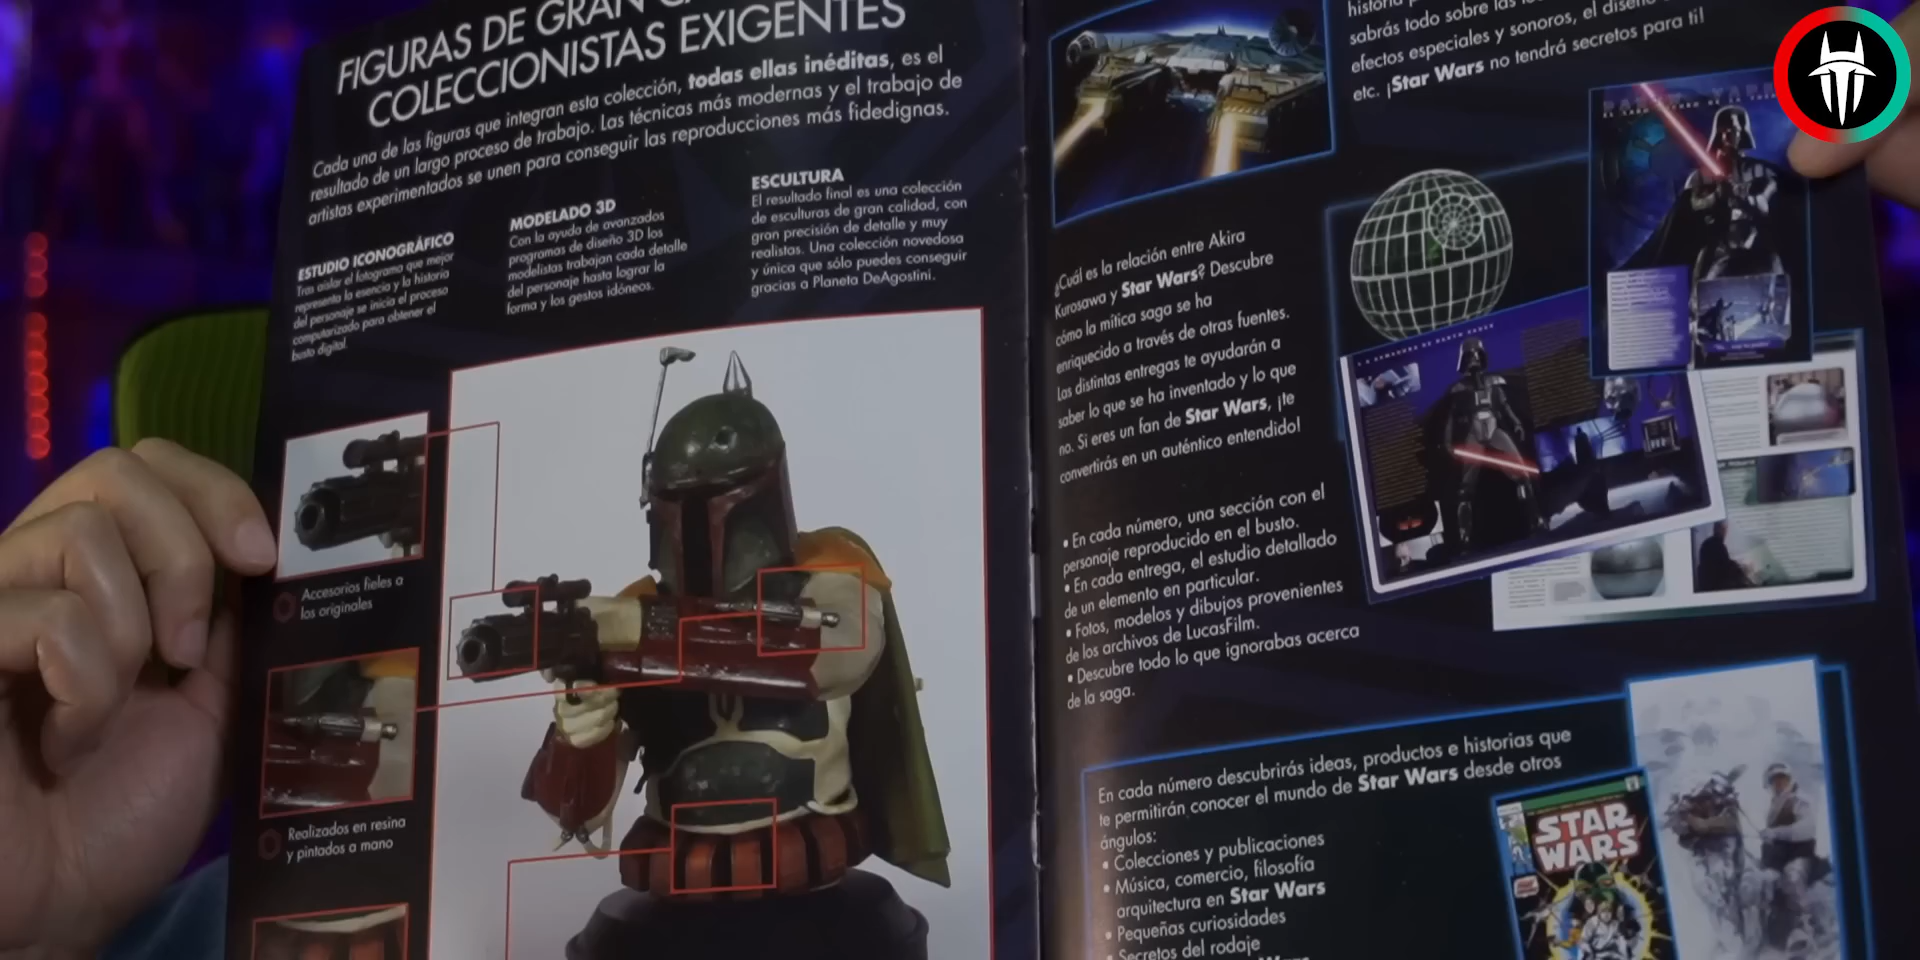 FIGURAS DE GRAN
COLECCIONISTAS EXIGENTES
Cada una de las figuras que integran esta colección, todas ellas inéditas, es el
resultado de un largo proceso de trabajo. Las técnicas más modernas y el trabajo de
artistas experimentados se unen para conseguir las reproducciones más fidedignas.
ESTUDIO ICONOGRÁFICO
Tras aislar el fotograma que mejor
representa la esencia y la historia
del personaje se inicia el proceso
computarizado para obtener el
busto digital.
MODELADO 3D
Con la ayuda de avanzados
programas de diseño 3D los
modelistas trabajan cada detalle
del personaje hasta lograr la
forma y los gestos idóneos.
ESCULTURA
El resultado final es una colección
de esculturas de gran calidad, con
gran precisión de detalle y muy
realistas. Una colección novedosa
y única que sólo puedes conseguir
gracias a Planeta DeAgostini.
Accesorios fieles a
los originales
Realizados en resina
y pintados a mano
sabrás todo sobre las
efectos especiales y sonoros, el diseño
etc. ¡Star Wars no tendrá secretos para ti!
¿Cuál es la relación entre Akira
Kurosawa y Star Wars? Descubre
cómo la mítica saga se ha
enriquecido a través de otras fuentes.
Las distintas entregas te ayudarán a
saber lo que se ha inventado y lo que
no. Si eres un fan de Star Wars, ¡te
convertirás en un auténtico entendido!
• En cada número, una sección con el
personaje reproducido en el busto.
• En cada entrega, el estudio detallado
de un elemento en particular.
• Fotos, modelos y dibujos provenientes
de los archivos de LucasFilm.
• Descubre todo lo que ignorabas acerca
de la saga.
En cada número descubrirás ideas, productos e historias que
te permitirán conocer el mundo de Star Wars desde otros
ángulos:
• Colecciones y publicaciones
• Música, comercio, filosofía
arquitectura en Star Wars
• Pequeñas curiosidades
• Secretos del rodaje
STAR
WARS